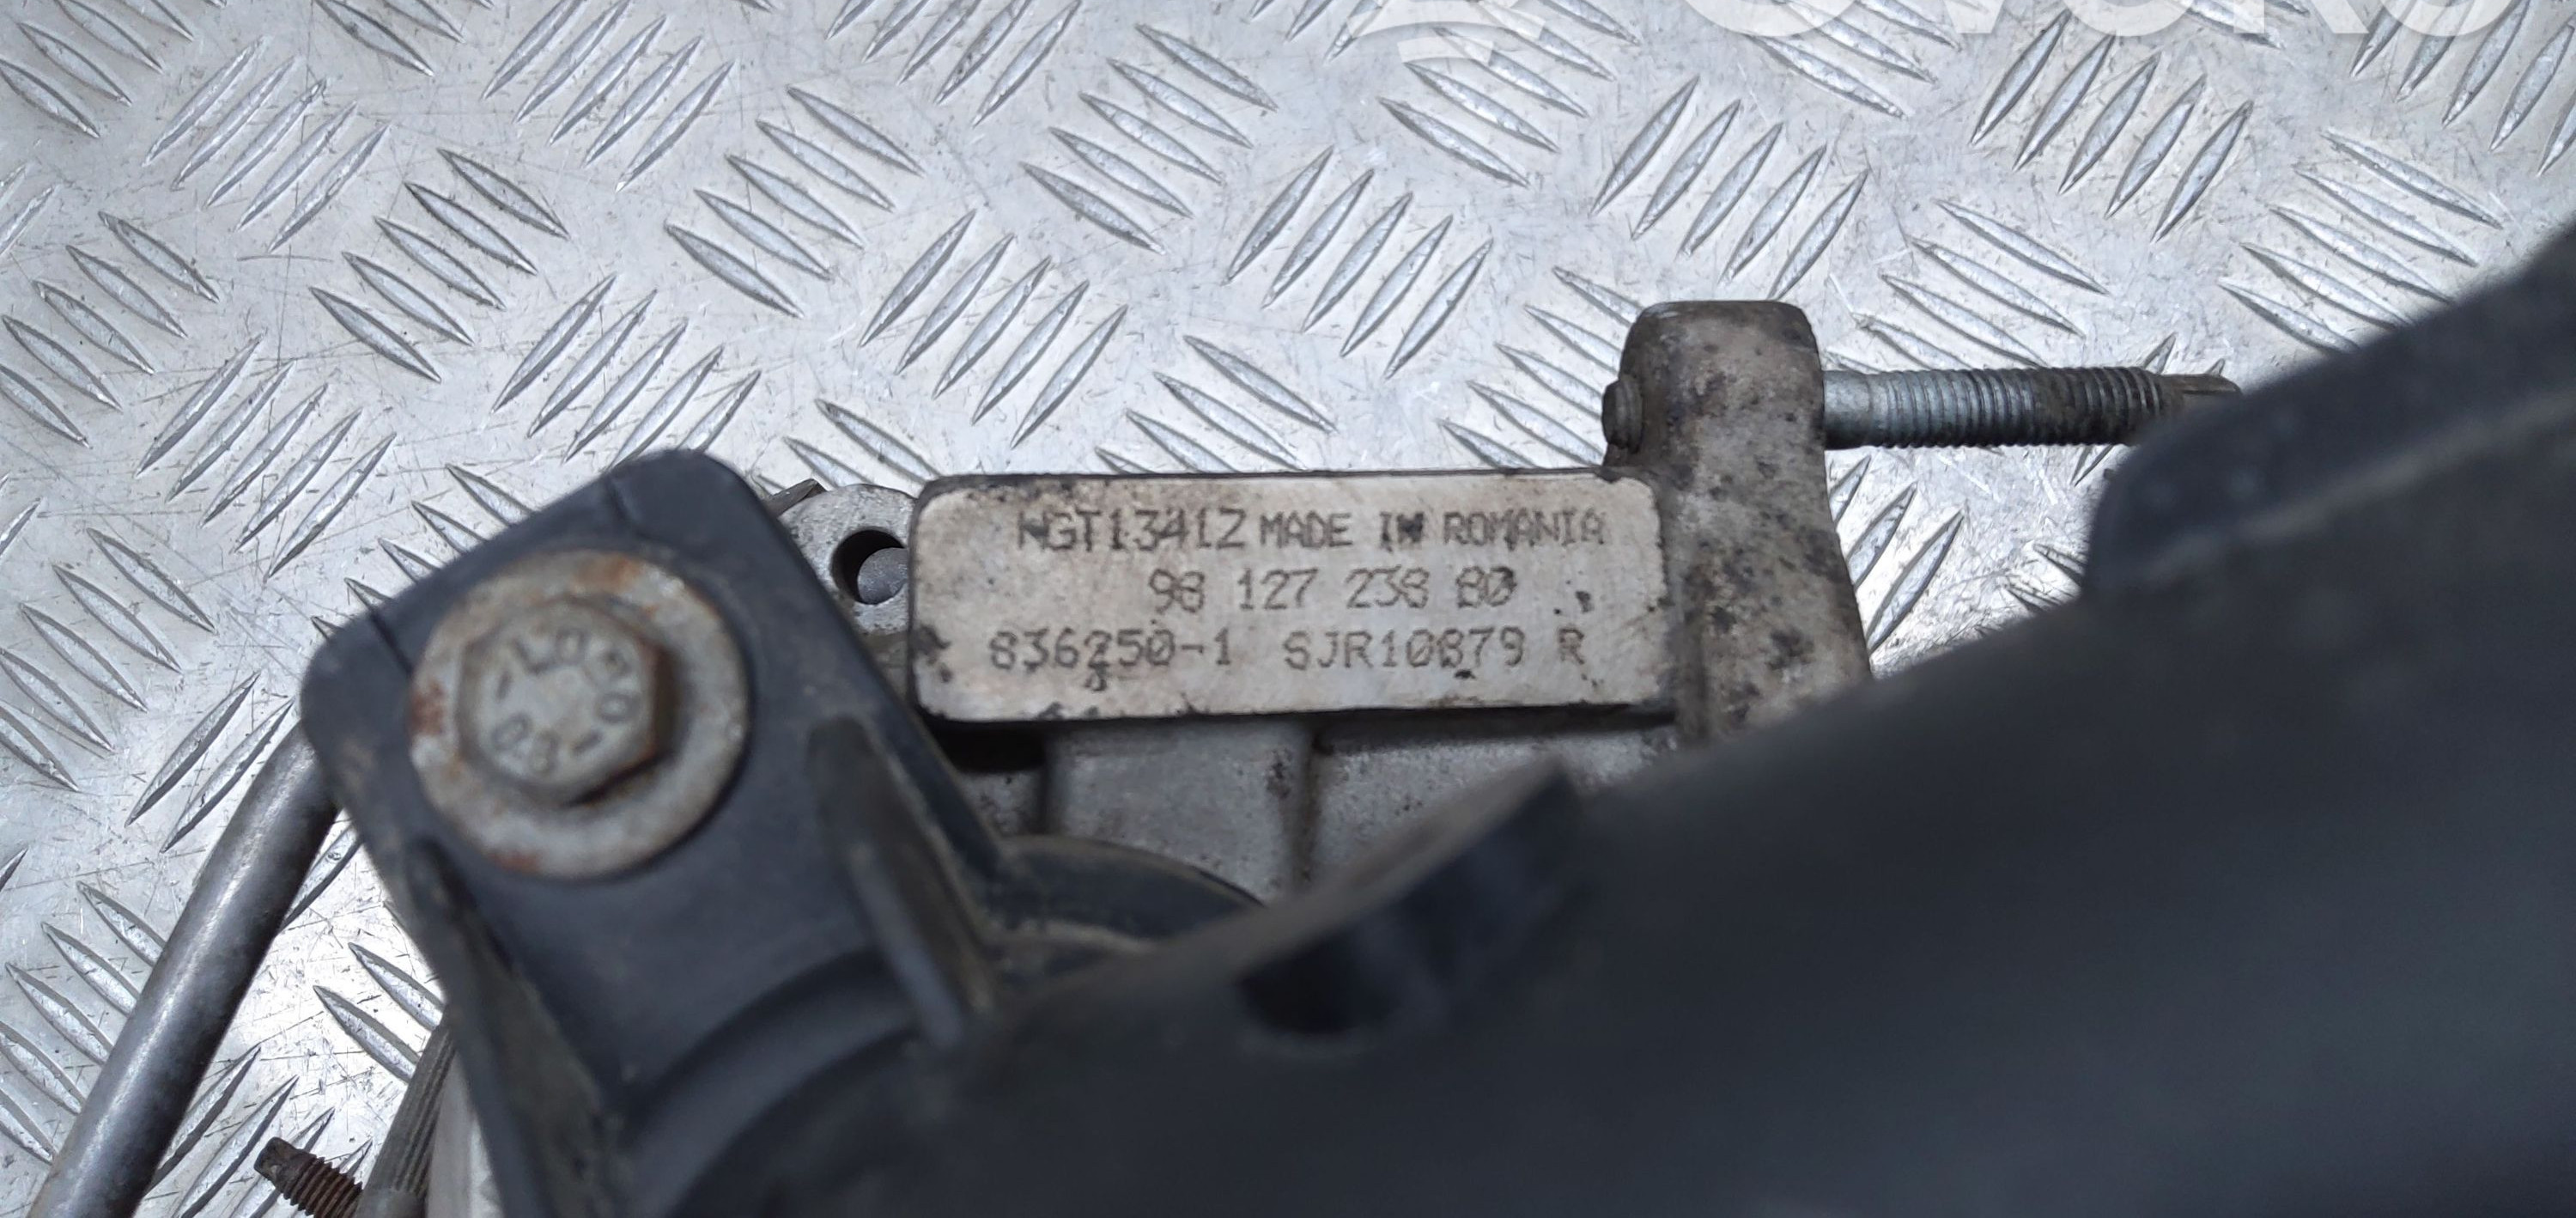 NGT1341Z MADE IN ROMANIA
98 127 238 80
836250-1 SJR10879 R